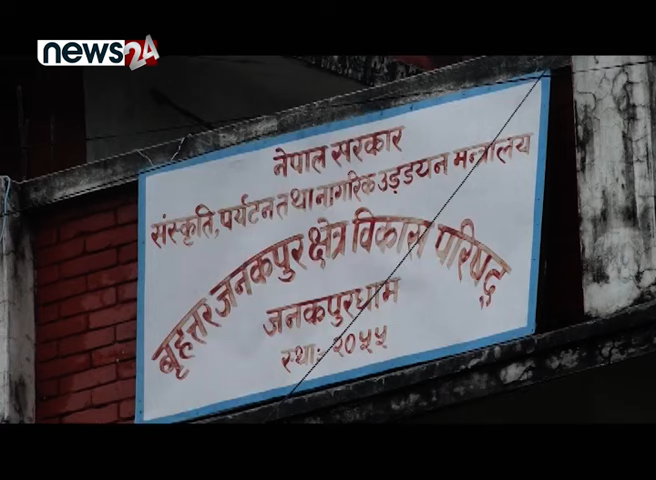 news24
नेपाल सरकार
संस्कृति, पर्यटन तथा नागरिक उड्डयन मन्त्रालय
बृहत्तर जनकपुर क्षेत्र विकास परिषद्
जनकपुरधाम
स्था: २०५५